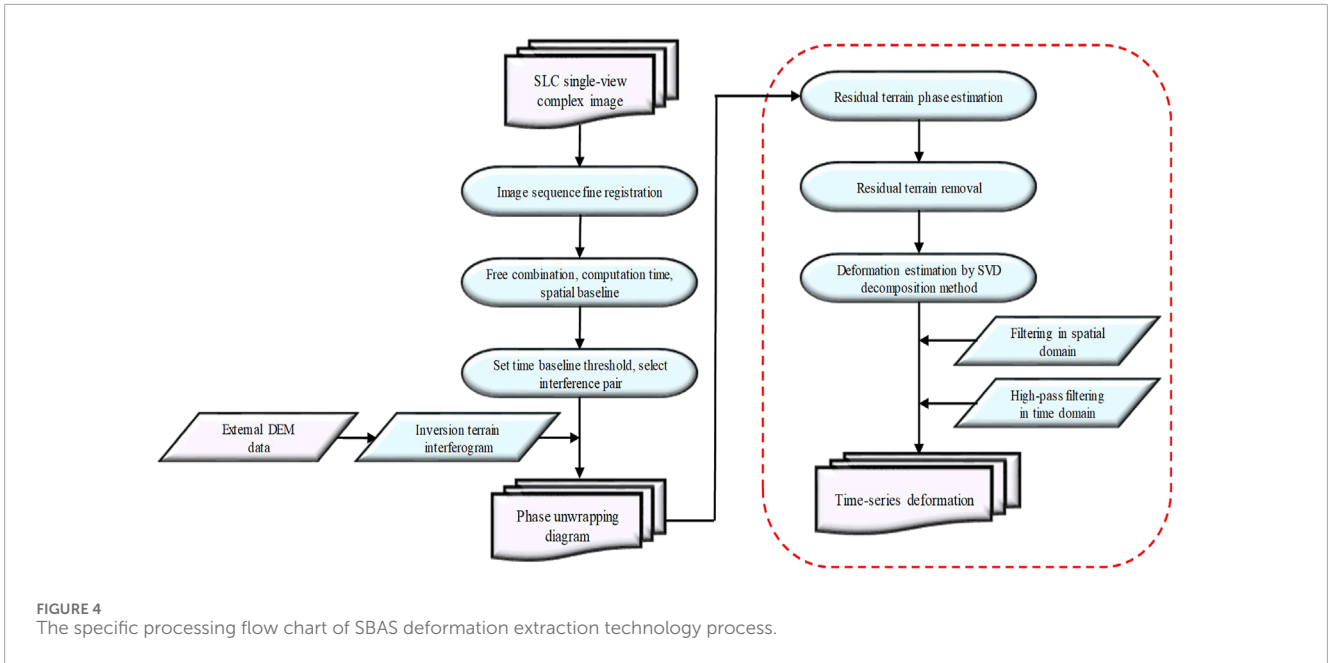 SLC single-view
complex image
Image sequence fine registration
Free combination, computation time,
spatial baseline
Set time baseline threshold, select
interference pair
External DEM
data
Inversion terrain
interferogram
Phase unwrapping
diagram
Residual terrain phase estimation
Residual terrain removal
Deformation estimation by SVD
decomposition method
Filtering in spatial
domain
High-pass filtering
in time domain
Time-series deformation
FIGURE 4
The specific processing flow chart of SBAS deformation extraction technology process.